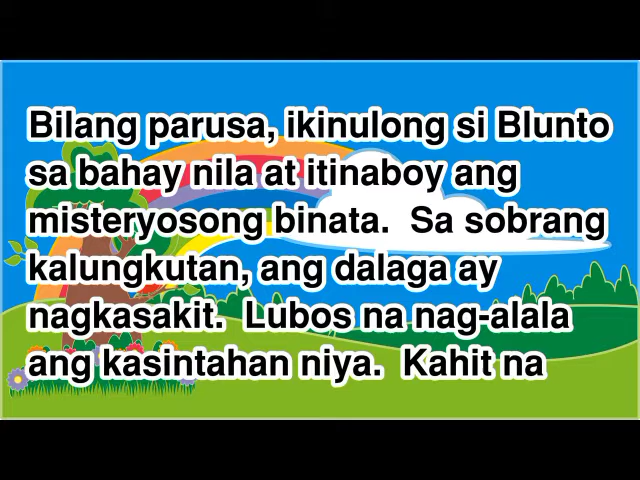 Bilang parusa, ikinulong si Blunto
sa bahay nila at itinaboy ang
misteryosong binata.  Sa sobrang
kalungkutan, ang dalaga ay
nagkasakit.  Lubos na nag-alala
ang kasintahan niya.  Kahit na